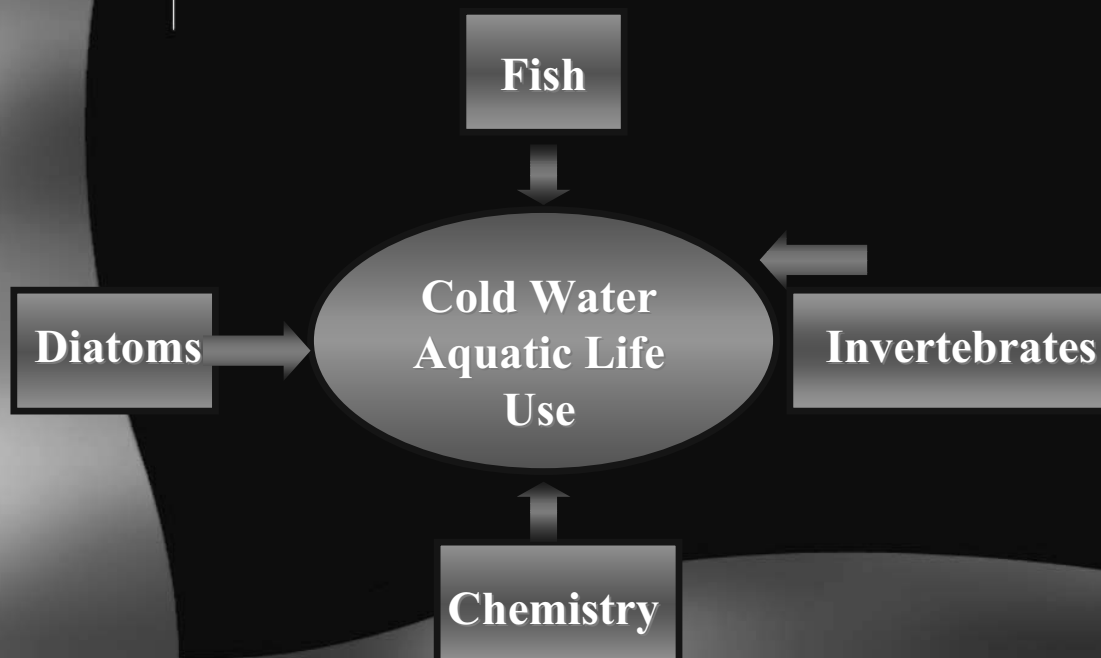 Fish
Cold Water
Aquatic Life
Use
Diatoms
Invertebrates
Chemistry